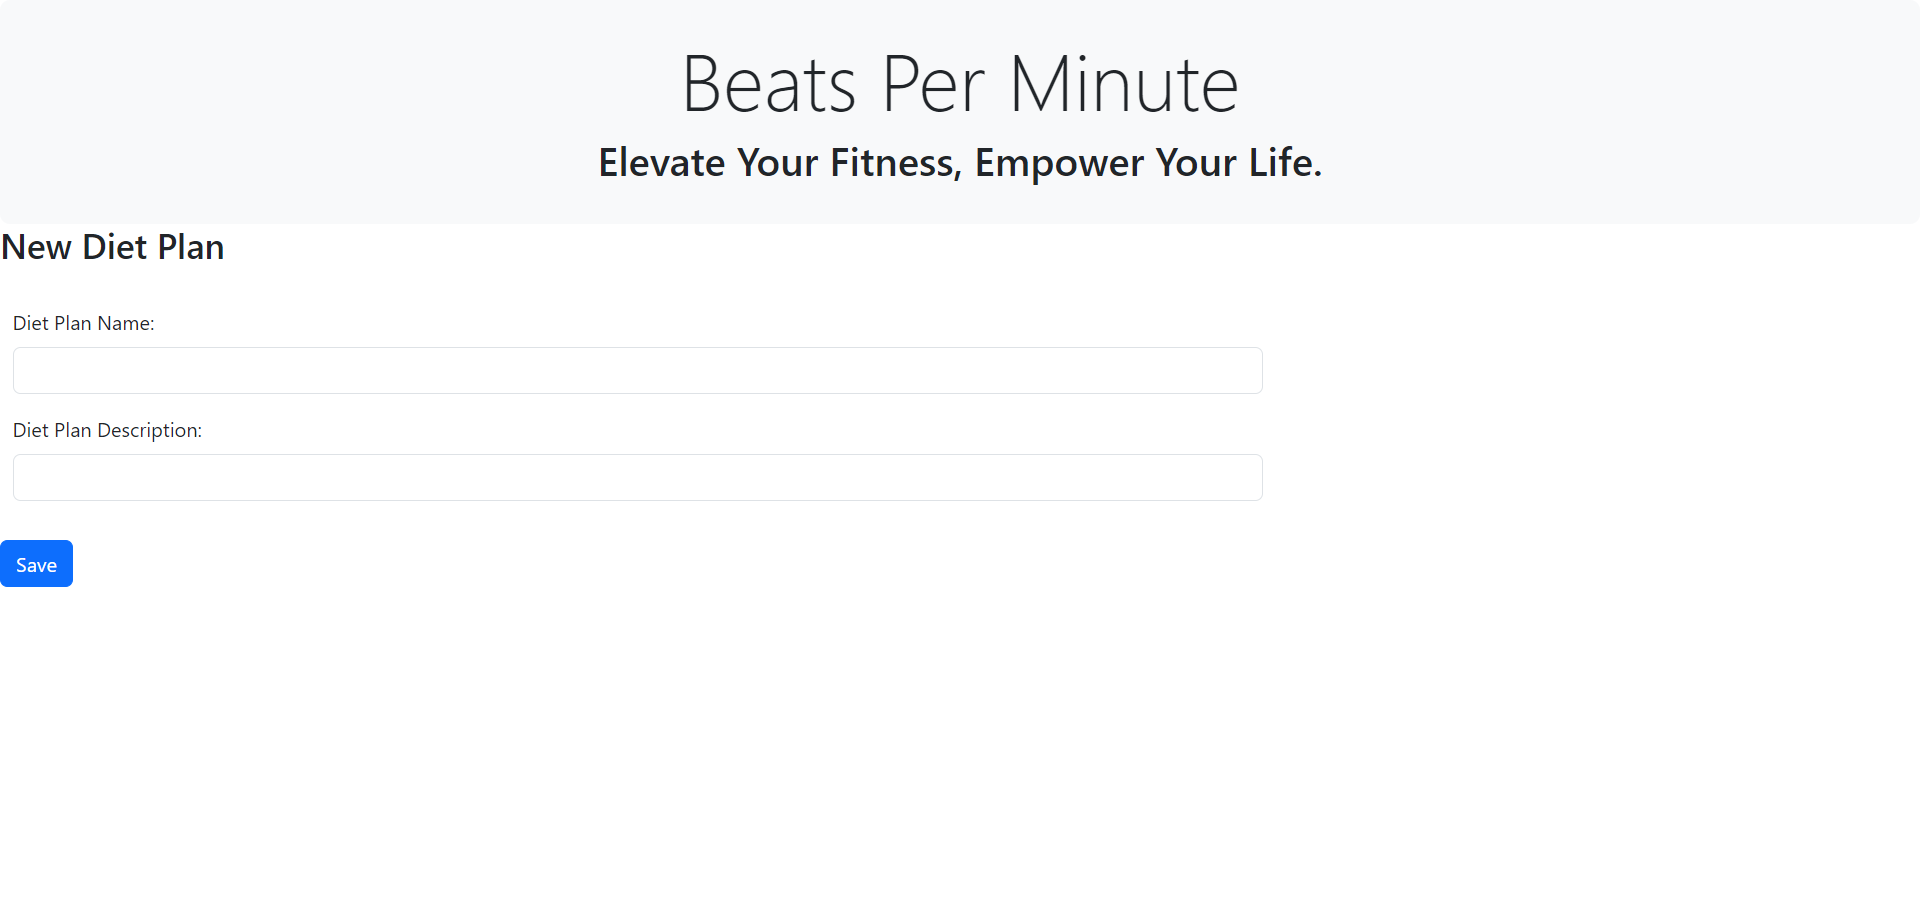 Beats Per Minute
Elevate Your Fitness, Empower Your Life.
New Diet Plan
Diet Plan Name:
Diet Plan Description:
Save